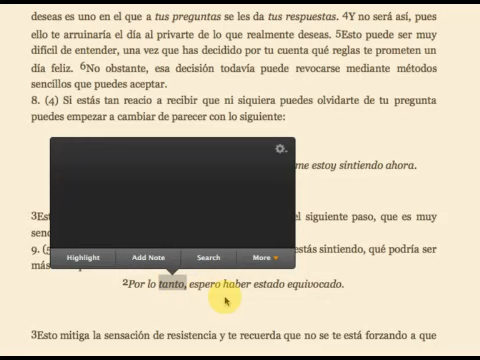 deseas es uno en el que a tus preguntas se les da tus respuestas. 4Y no será así, pues
ello te arruinaría el día al privarte de lo que realmente deseas. 5Esto puede ser muy
difícil de entender, una vez que has decidido por tu cuenta qué reglas te prometen un
día feliz. 6No obstante, esa decisión todavía puede revocarse mediante métodos
sencillos que puedes aceptar.
8. (4) Si estás tan reacio a recibir que ni siquiera puedes olvidarte de tu pregunta
puedes empezar a cambiar de parecer con lo siguiente:
me estoy sintiendo ahora.
3Est el siguiente paso, que es muy
senc
9. (5 estás sintiendo, qué podría ser
más
Highlight Add Note Search More
2Por lo tanto, espero haber estado equivocado.
3Esto mitiga la sensación de resistencia y te recuerda que no se te está forzando a que